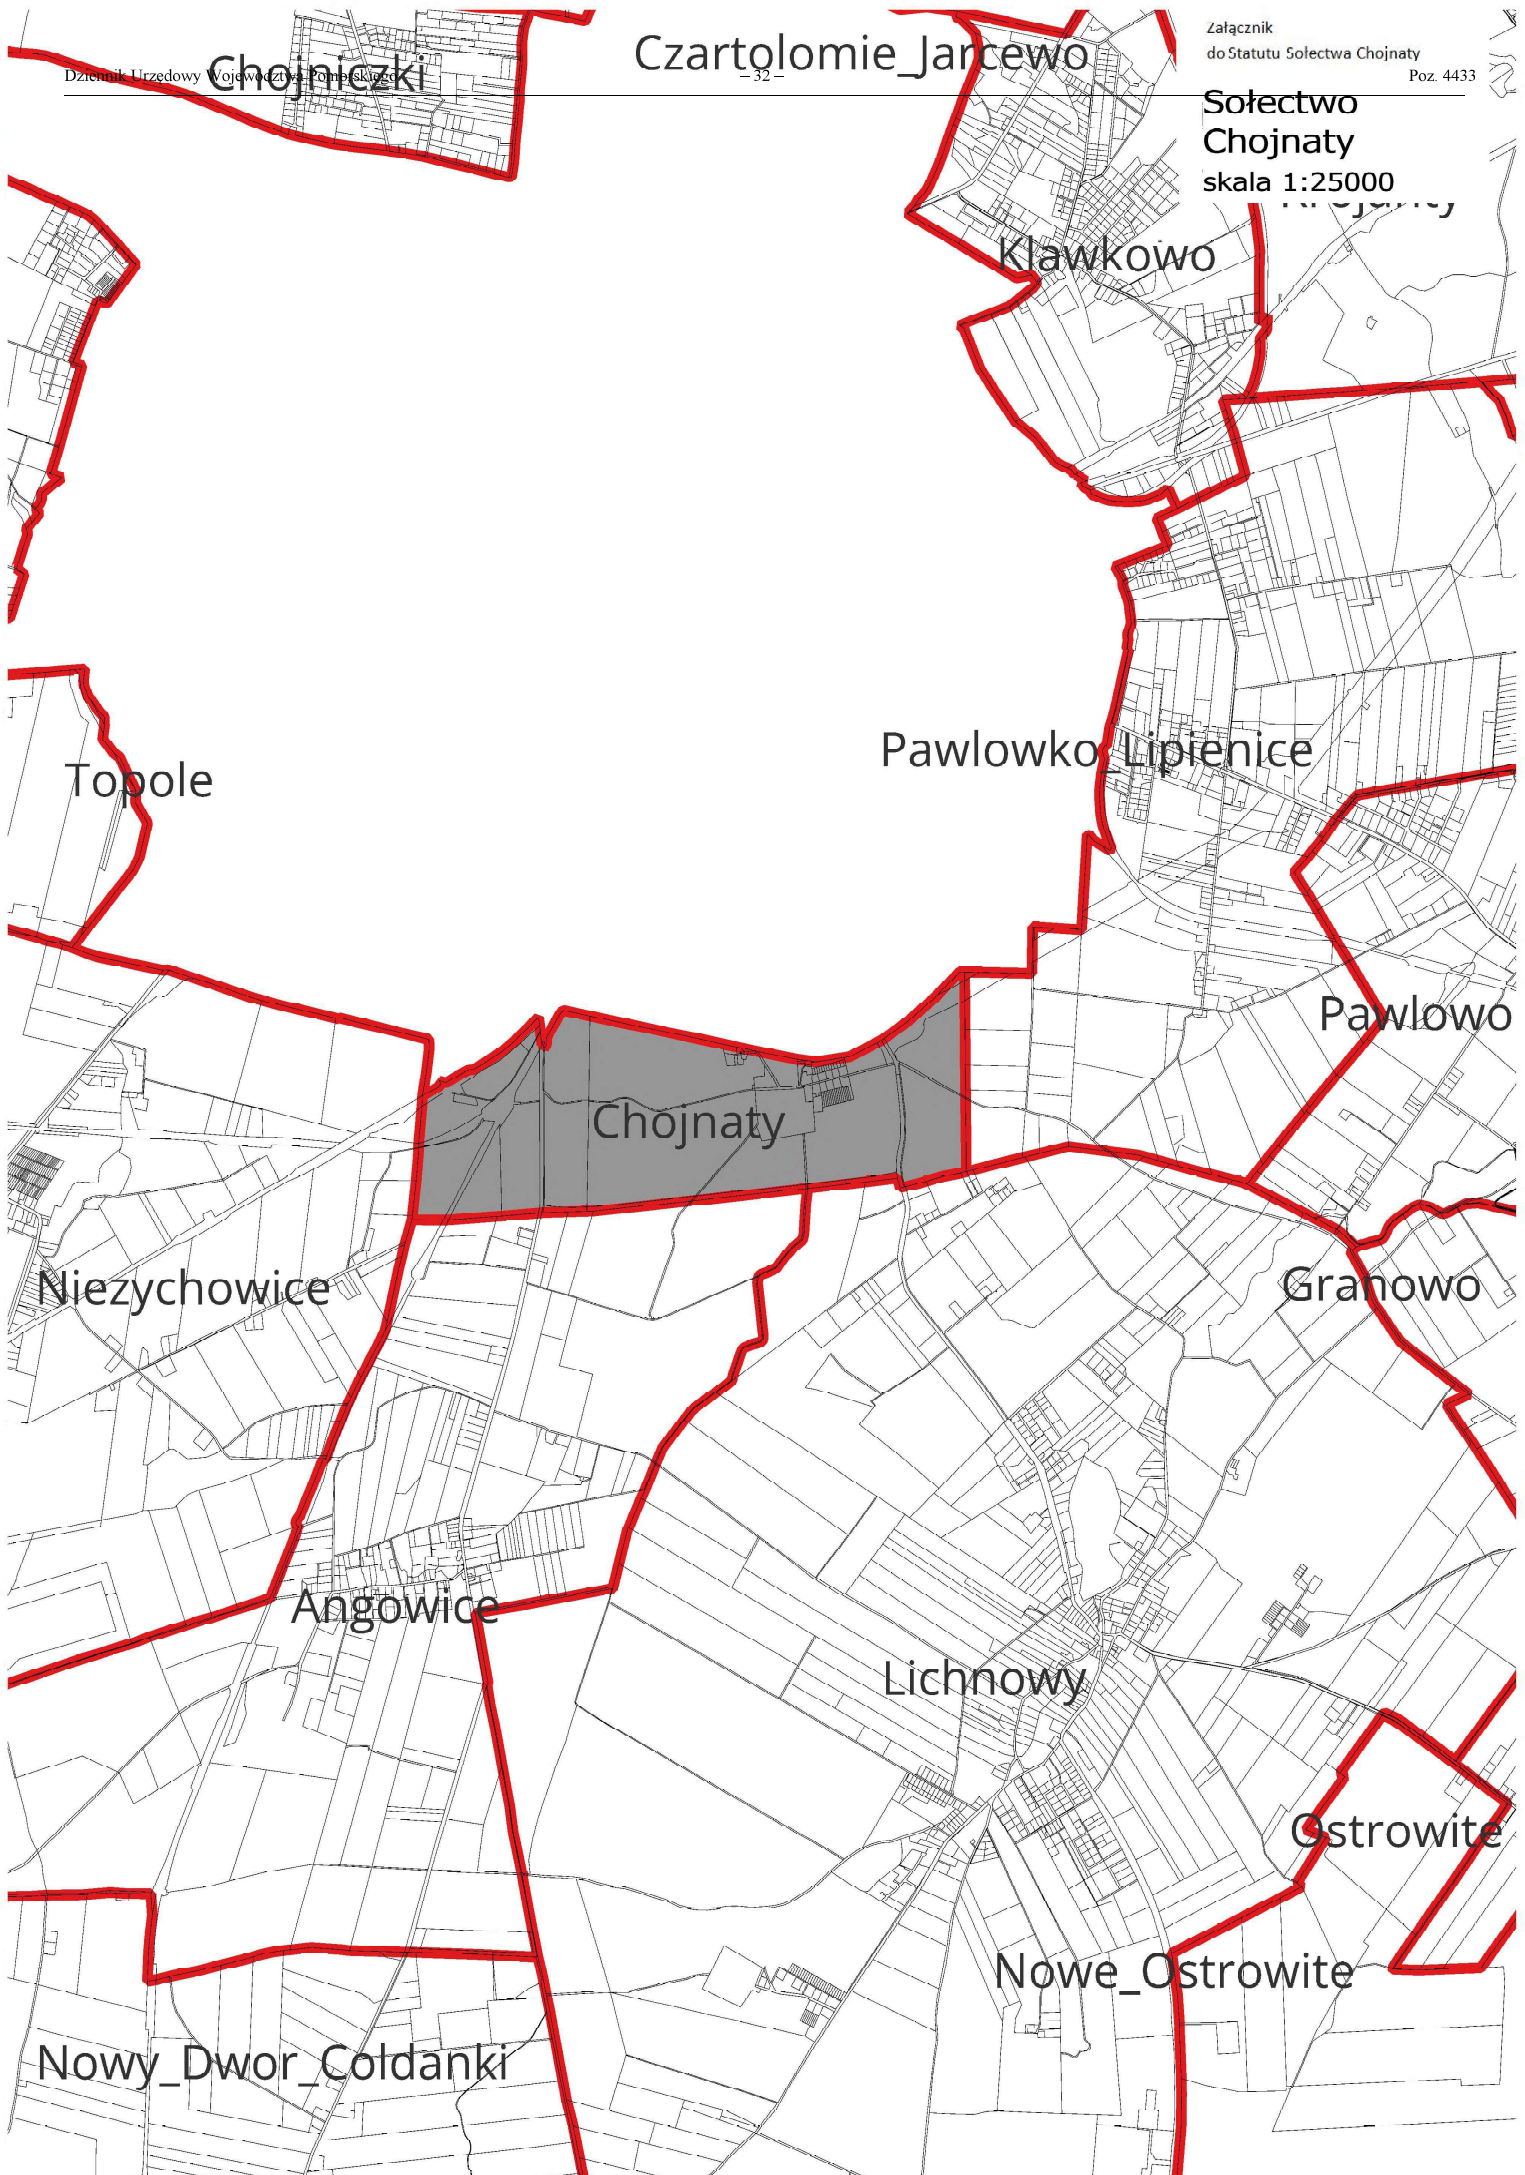 Załącznik
do Statutu Sołectwa Chojnaty
Dziennik Urzędowy Województwa Pomorskiego
– 32 –
Poz. 4433
Sołectwo
Chojnaty
skala 1:25000
Chojniczki
Czartolomie_Jarcewo
Krojanty
Klawkowo
Pawlowko_Lipienice
Topole
Pawlowo
Chojnaty
Niezychowice
Granowo
Angowice
Lichnowy
Ostrowite
Nowe_Ostrowite
Nowy_Dwor_Coldanki